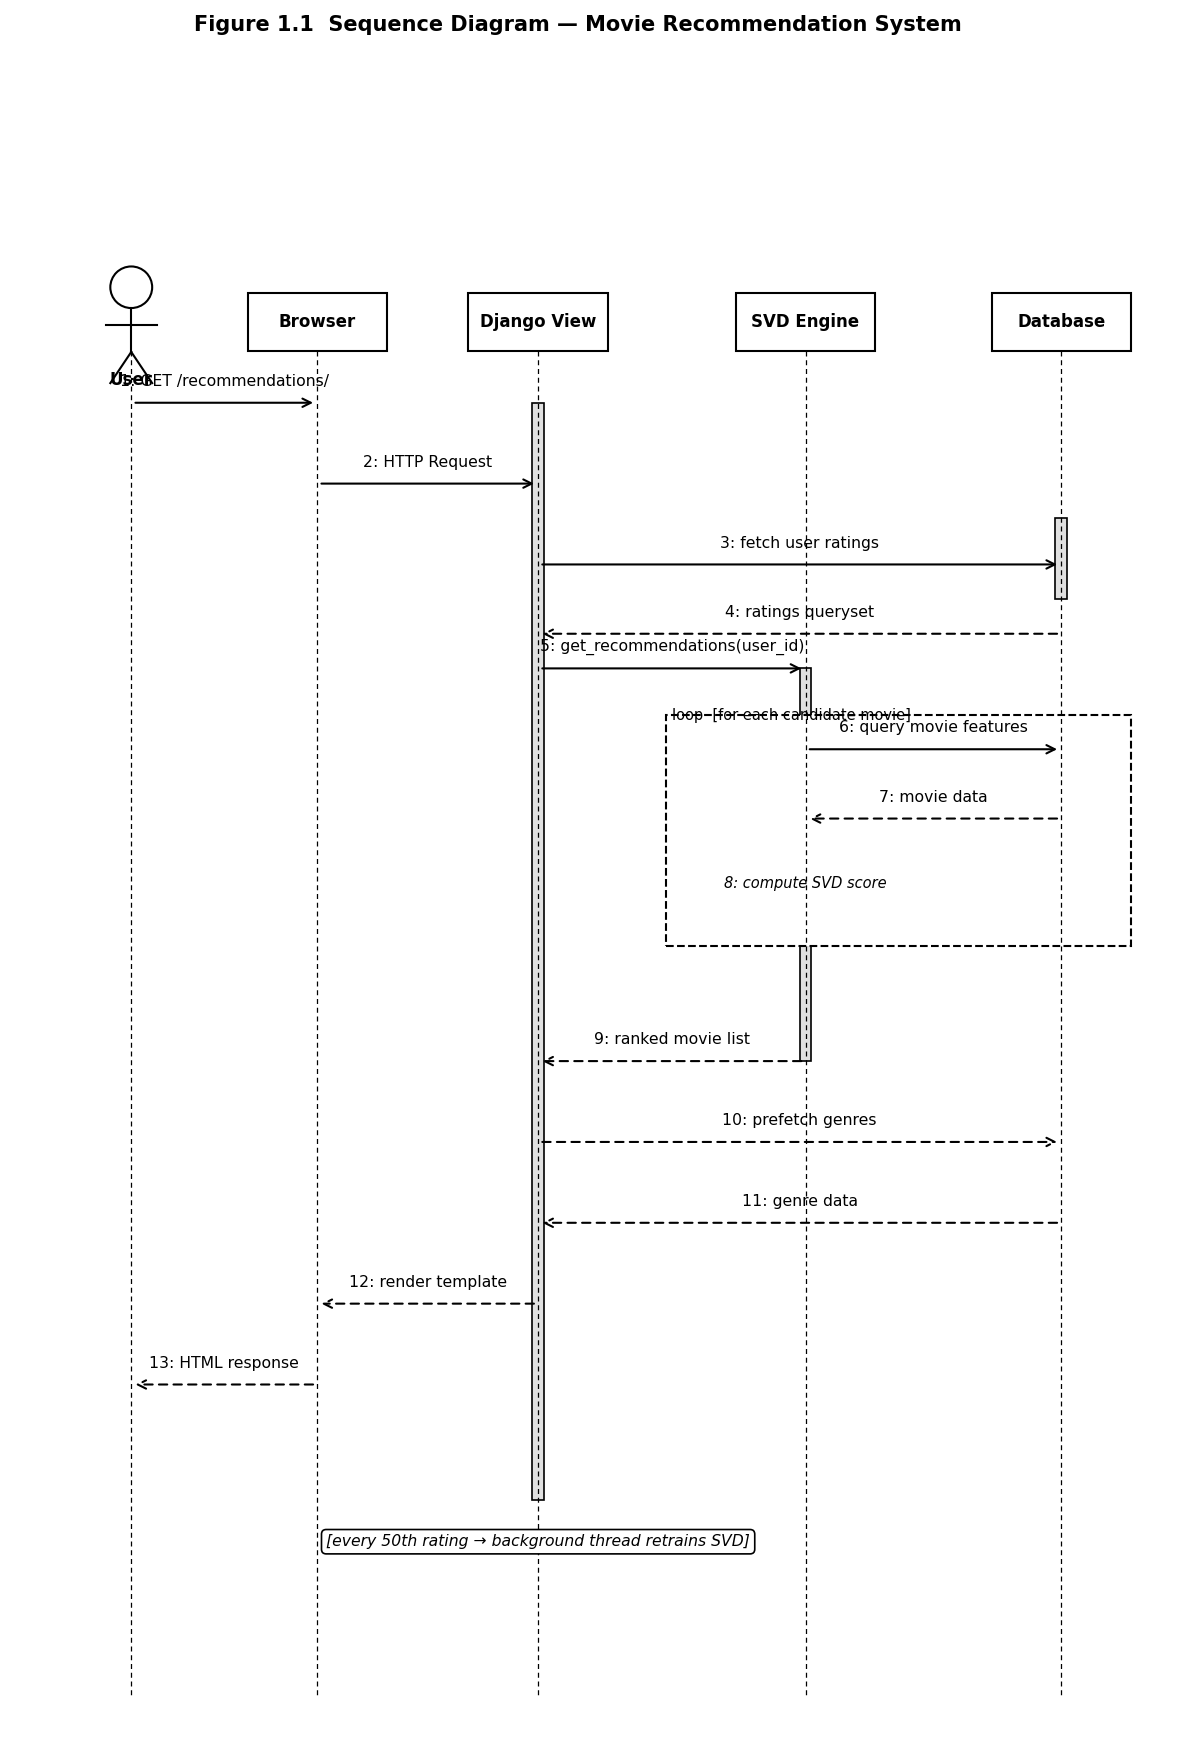 Figure 1.1  Sequence Diagram — Movie Recommendation System
Browser
Django View
SVD Engine
Database
User
1: GET /recommendations/
2: HTTP Request
3: fetch user ratings
4: ratings queryset
5: get_recommendations(user_id)
loop  [for each candidate movie]
6: query movie features
7: movie data
8: compute SVD score
9: ranked movie list
10: prefetch genres
11: genre data
12: render template
13: HTML response
[every 50th rating → background thread retrains SVD]